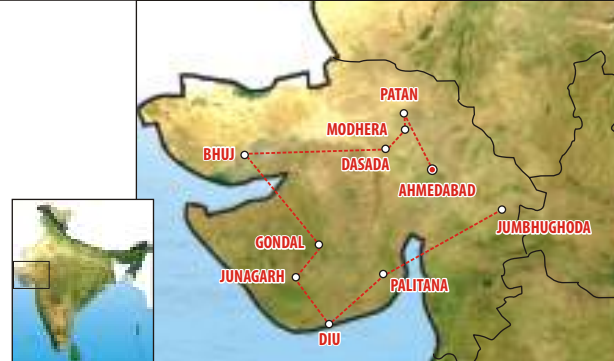 PATAN
MODHERA
BHUJ
DASADA
AHMEDABAD
JUMBHUGHODA
GONDAL
JUNAGARH
PALITANA
DIU